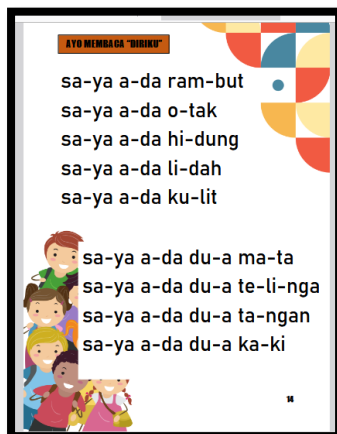 AYO MEMBACA "DIRIKU"
sa-ya a-da ram-but
sa-ya a-da o-tak
sa-ya a-da hi-dung
sa-ya a-da li-dah
sa-ya a-da ku-lit
sa-ya a-da du-a ma-ta
sa-ya a-da du-a te-li-nga
sa-ya a-da du-a ta-ngan
sa-ya a-da du-a ka-ki
14